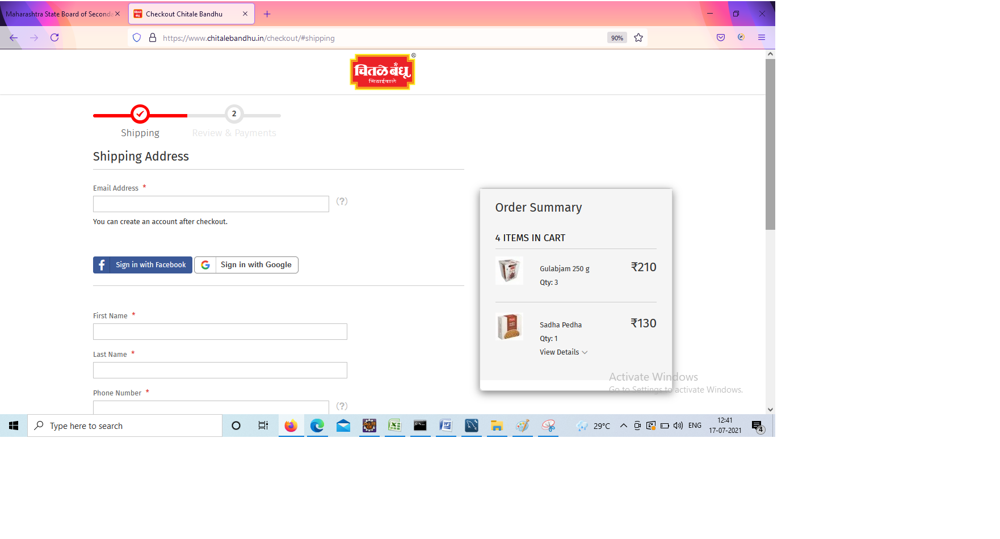 Maharashtra State Board of Seconda
Checkout Chitale Bandhu
https://www.chitalebandhu.in/checkout/#shipping
90%
चितळे बंधू
®
मिठाईवाले
2
Shipping
Review & Payments
Shipping Address
Email Address *
(?)
You can create an account after checkout.
f Sign in with Facebook
G Sign in with Google
First Name *
Last Name *
Phone Number *
(?)
Order Summary
4 ITEMS IN CART
Gulabjam 250 g
₹210
Qty: 3
Sadha Pedha
₹130
Qty: 1
View Details
Activate Windows
Go to Settings to activate Windows.
Type here to search
29°C
ENG
12:41
17-07-2021
4